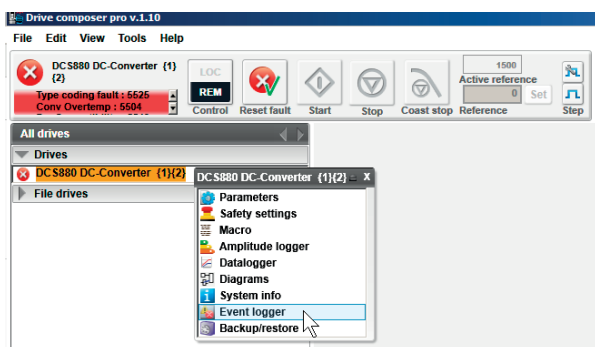 Drive composer pro v.1.10
File Edit View Tools Help
DCS880 DC-Converter {1}
{2}
Type coding fault : 5525
Conv Overtemp : 5504
LOC
REM
Control
Reset fault
Start
Stop
Coast stop
1500
Active reference
0
Set
Reference
Step
All drives
Drives
DCS880 DC-Converter {1}{2}
File drives
DCS880 DC-Converter {1}{2}
X
Parameters
Safety settings
Macro
Amplitude logger
Datalogger
Diagrams
System info
Event logger
Backup/restore